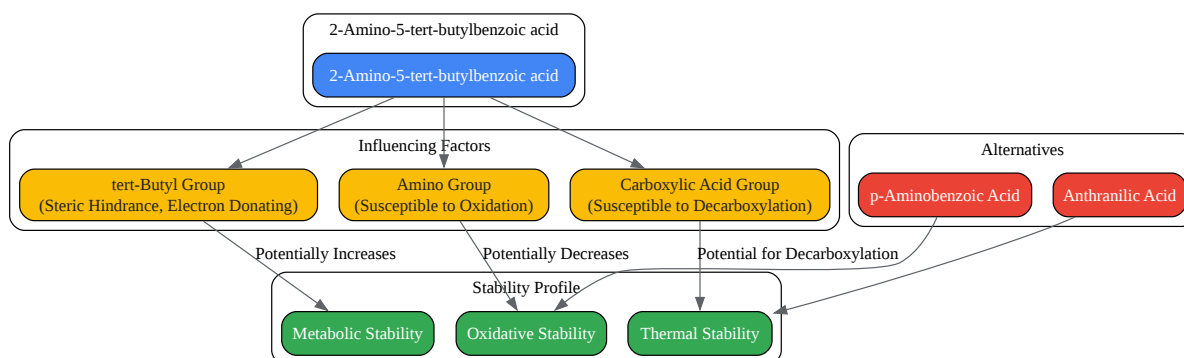 2-Amino-5-tert-butylbenzoic acid
2-Amino-5-tert-butylbenzoic acid
Influencing Factors
Alternatives
tert-Butyl Group
(Steric Hindrance, Electron Donating)
Amino Group
(Susceptible to Oxidation)
Carboxylic Acid Group
(Susceptible to Decarboxylation)
p-Aminobenzoic Acid
Anthranilic Acid
Potentially Increases
Potentially Decreases
Potential for Decarboxylation
Stability Profile
Metabolic Stability
Oxidative Stability
Thermal Stability